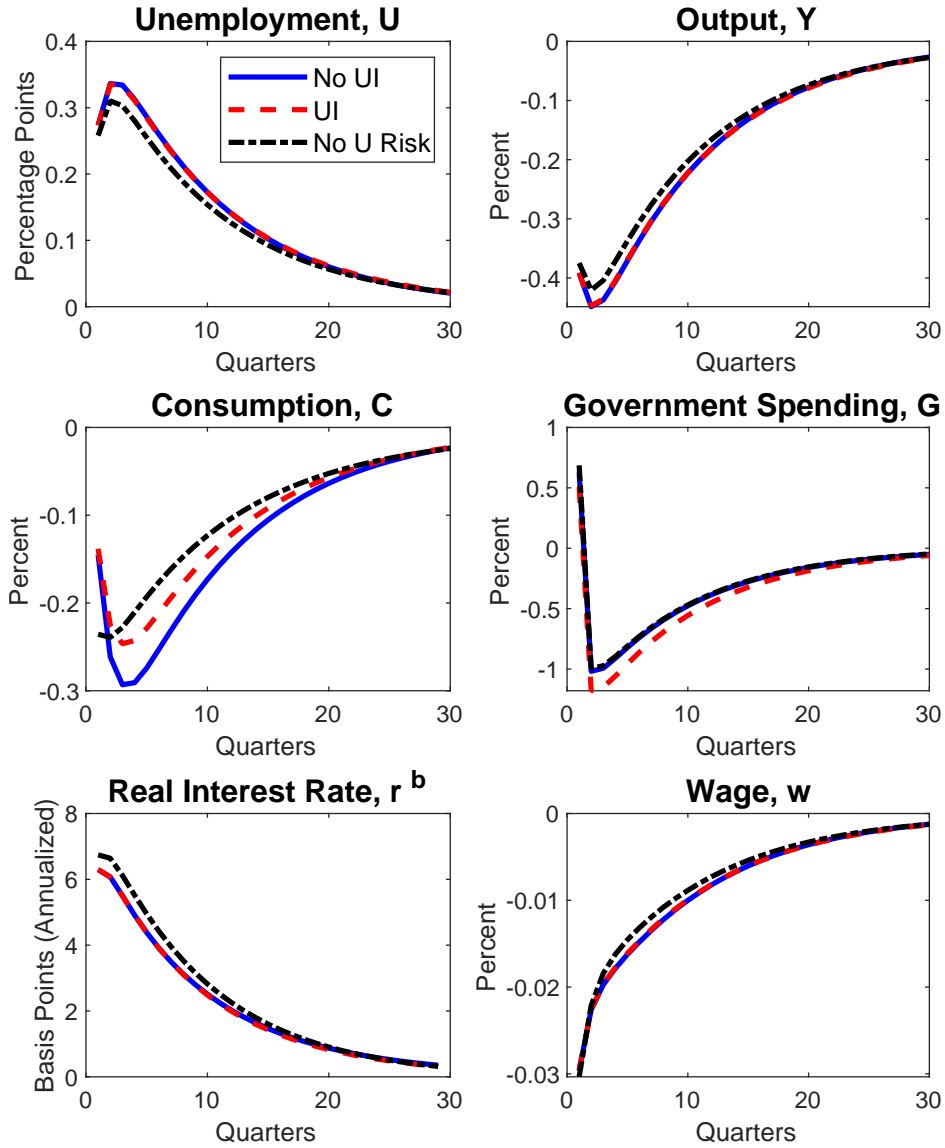 Unemployment, U
Percentage Points
0.4
0.3
0.2
0.1
0
No UI
UI
No U Risk
0 10 20 30
Quarters
Output, Y
Percent
0
-0.1
-0.2
-0.3
-0.4
0 10 20 30
Quarters
Consumption, C
Percent
0
-0.1
-0.2
-0.3
0 10 20 30
Quarters
Government Spending, G
Percent
1
0.5
0
-0.5
-1
0 10 20 30
Quarters
Real Interest Rate, r b
Basis Points (Annualized)
8
6
4
2
0
0 10 20 30
Quarters
Wage, w
Percent
0
-0.01
-0.02
-0.03
0 10 20 30
Quarters